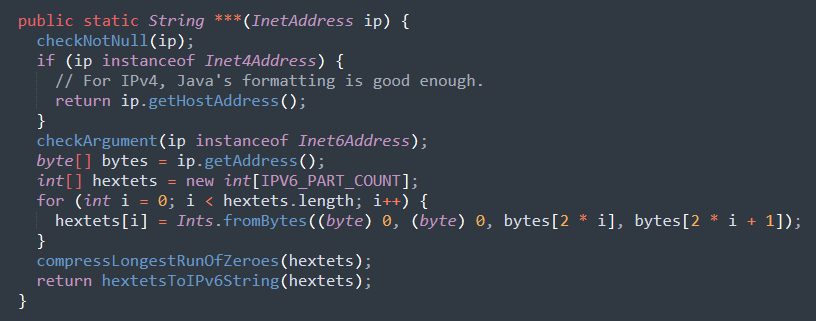 public static String ***(InetAddress ip) {
checkNotNull(ip);
if (ip instanceof Inet4Address) {
// For IPv4, Java's formatting is good enough.
return ip.getHostAddress();
}
checkArgument(ip instanceof Inet6Address);
byte[] bytes = ip.getAddress();
int[] hextets = new int[IPV6_PART_COUNT];
for (int i = 0; i < hextets.length; i++) {
hextets[i] = Ints.fromBytes((byte) 0, (byte) 0, bytes[2 * i], bytes[2 * i + 1]);
}
compressLongestRunOfZeroes(hextets);
return hextetsToIPv6String(hextets);
}